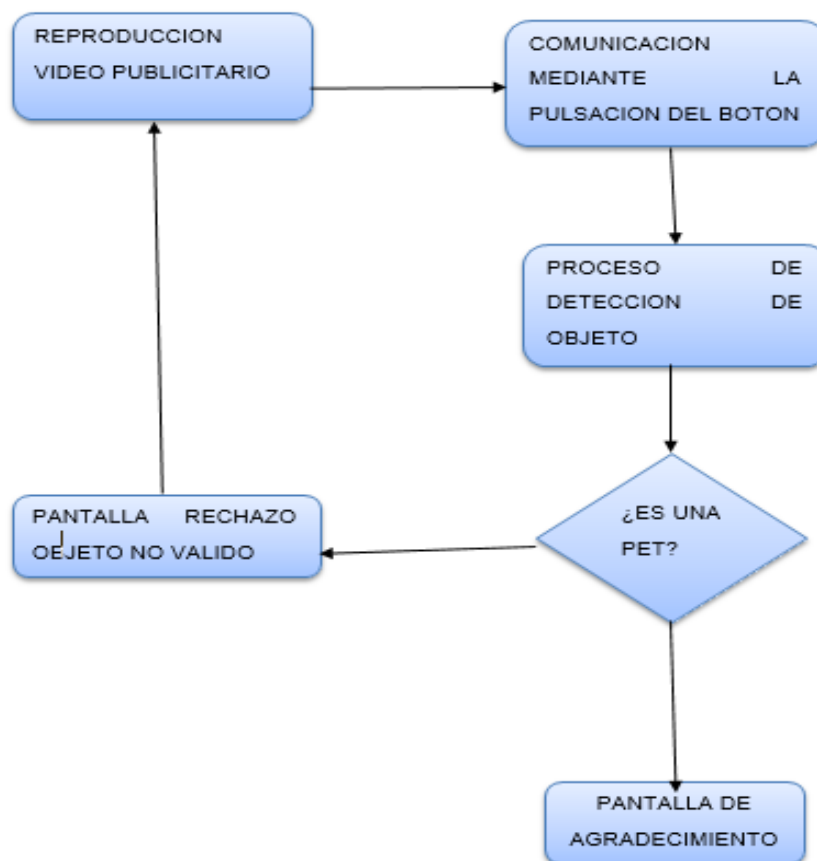 REPRODUCCION
VIDEO PUBLICITARIO
COMUNICACION
MEDIANTE LA
PULSACION DEL BOTON
PROCESO DE
DETECCION DE
OBJETO
¿ES UNA
PET?
PANTALLA RECHAZO
OBJETO NO VALIDO
PANTALLA DE
AGRADECIMIENTO